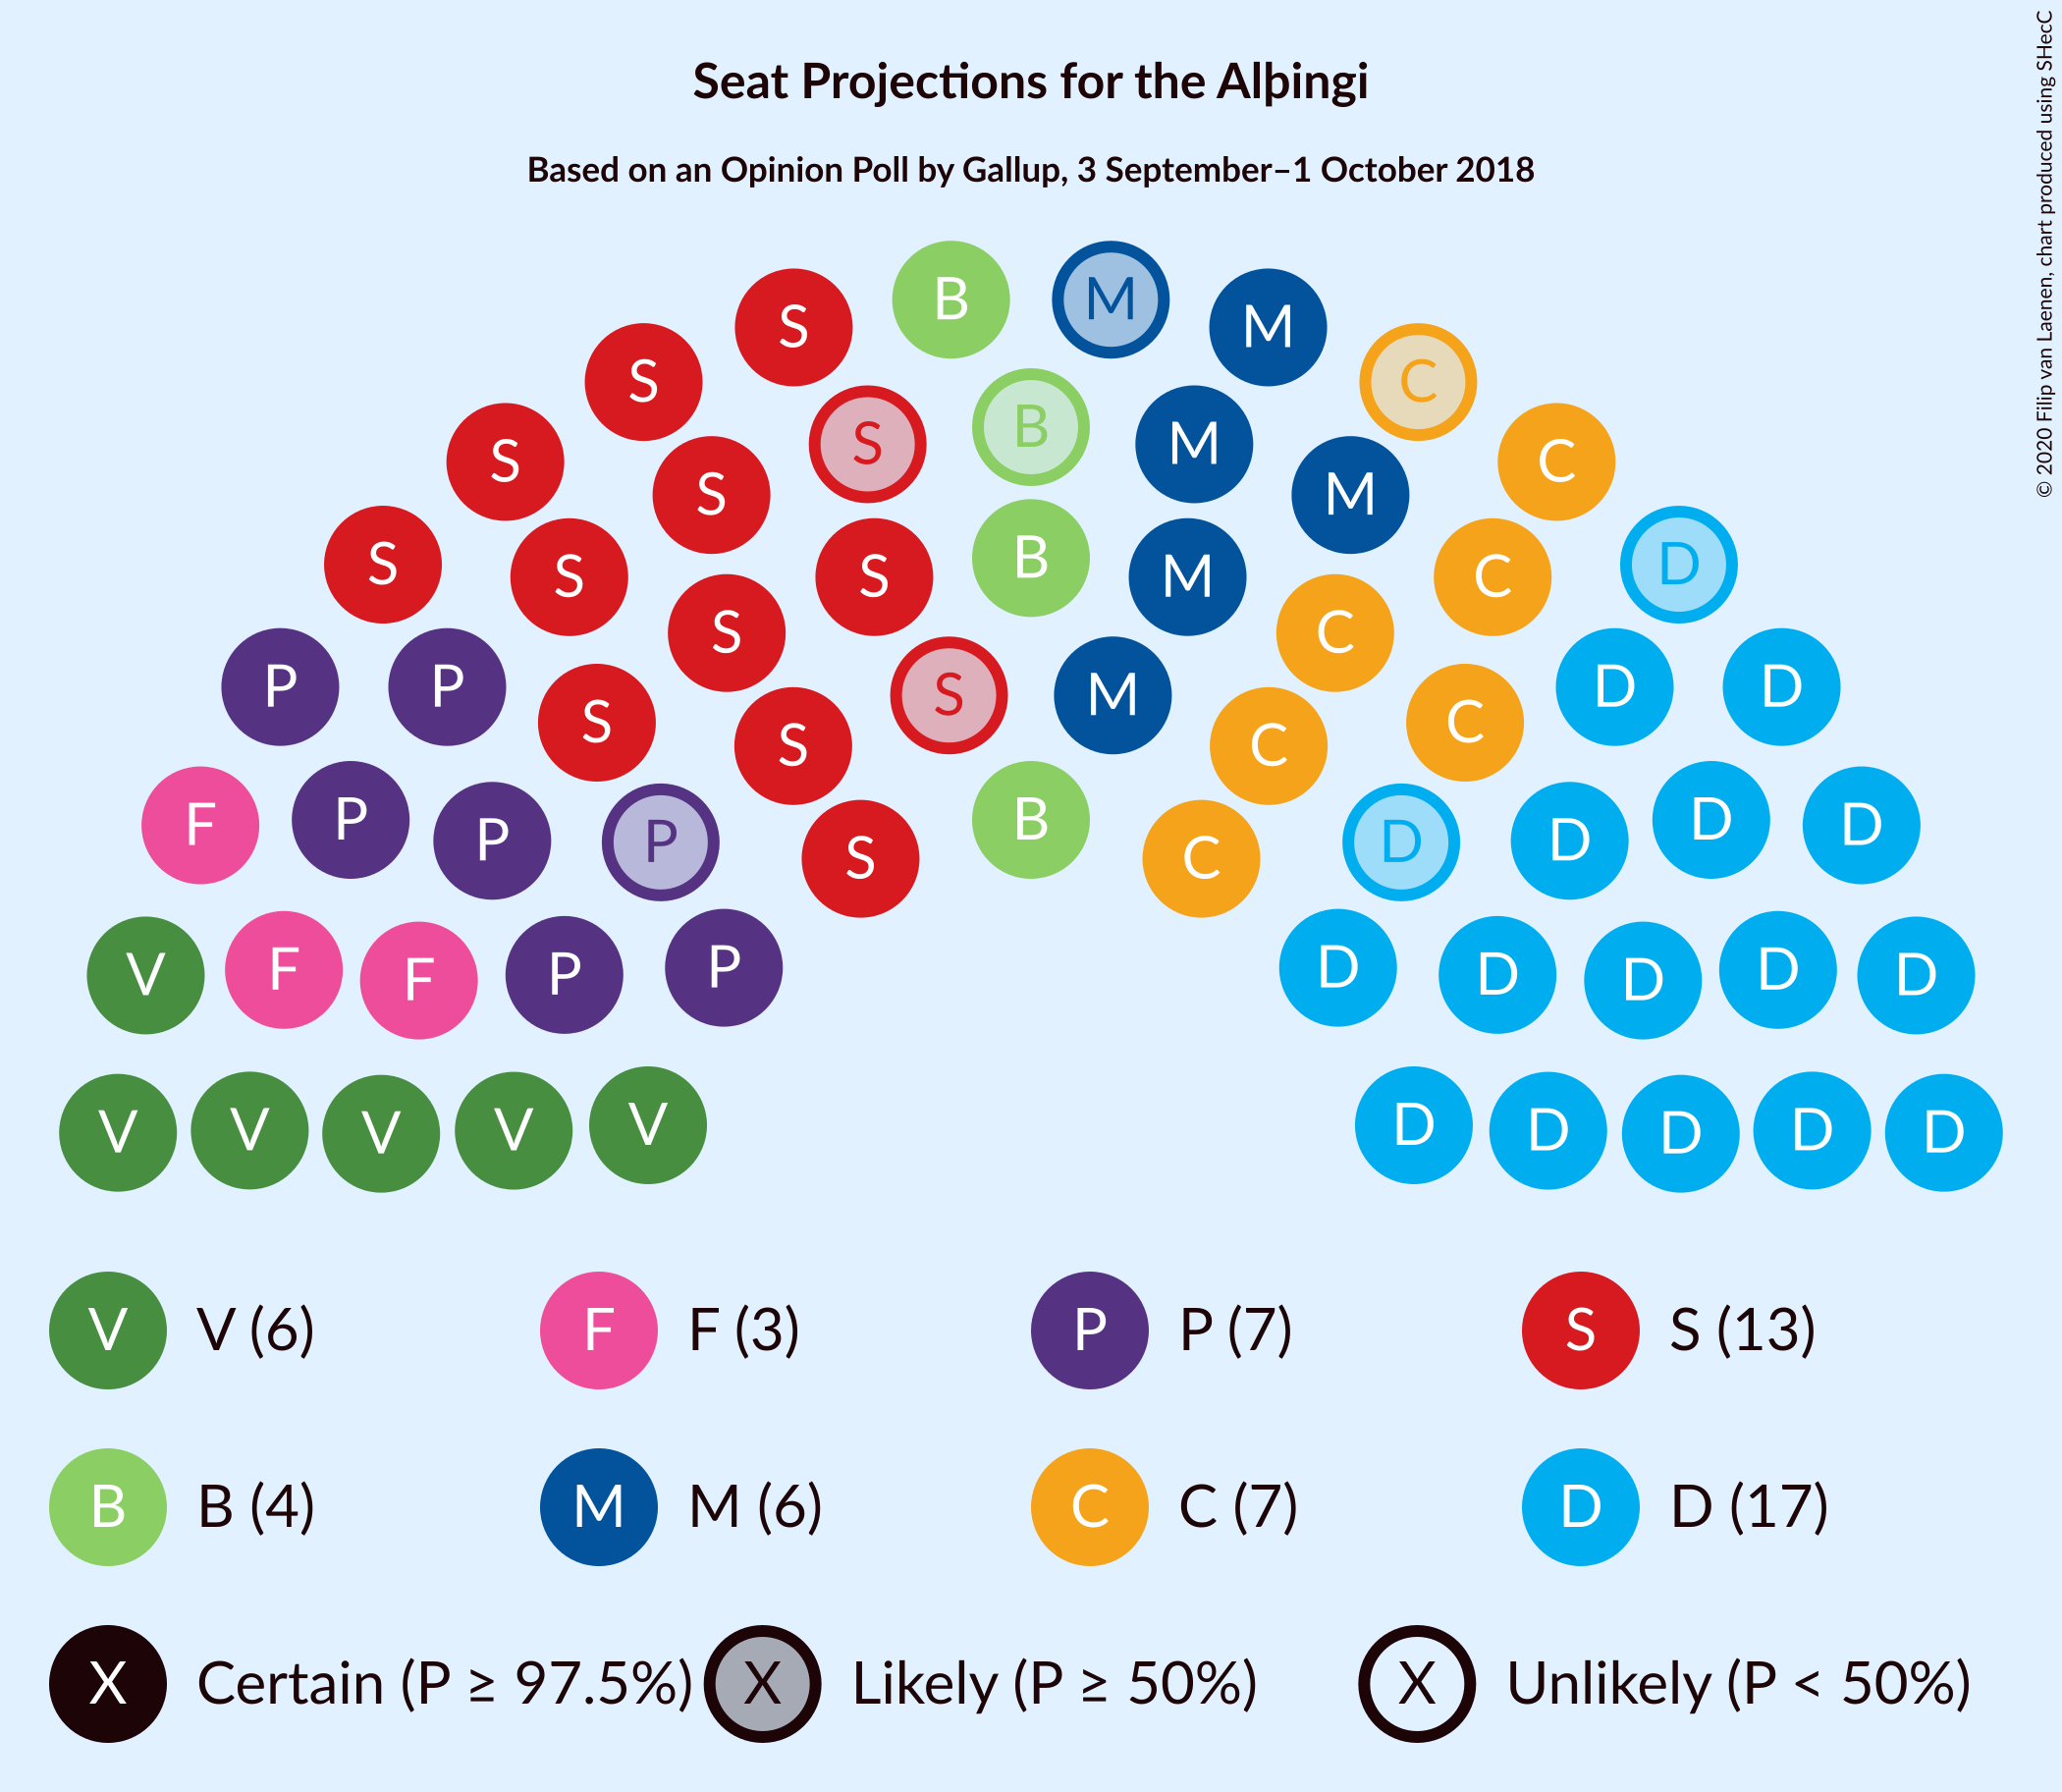 Seat Projections for the Alþingi
Based on an Opinion Poll by Gallup, 3 September–1 October 2018
© 2020 Filip van Laenen, chart produced using SHecC
B M
S M
S C
S B M
S S M C
S B M
S S C
S S M D
P P S C D D
S S C C
F P P P S B C D D D D
V F F P P D D D D D
V V V V V D D D D D
V V (6) F F (3) P P (7) S S (13)
B B (4) M M (6) C C (7) D D (17)
X Certain (P ≥ 97.5%) X Likely (P ≥ 50%) X Unlikely (P < 50%)